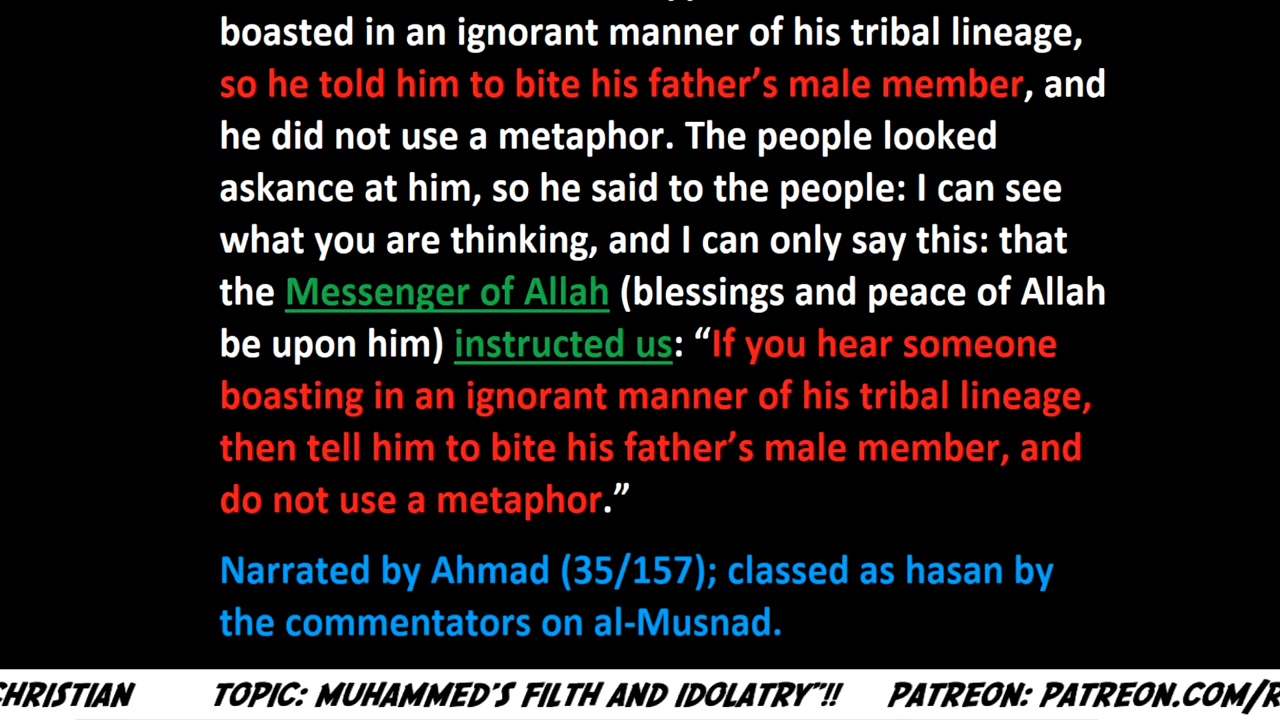 boasted in an ignorant manner of his tribal lineage,
so he told him to bite his father’s male member, and
he did not use a metaphor. The people looked
askance at him, so he said to the people: I can see
what you are thinking, and I can only say this: that
the Messenger of Allah (blessings and peace of Allah
be upon him) instructed us: “If you hear someone
boasting in an ignorant manner of his tribal lineage,
then tell him to bite his father’s male member, and
do not use a metaphor.”
Narrated by Ahmad (35/157); classed as hasan by
the commentators on al-Musnad.
CHRISTIAN TOPIC: MUHAMMED'S FILTH AND IDOLATRY"!! PATREON: PATREON.COM/R